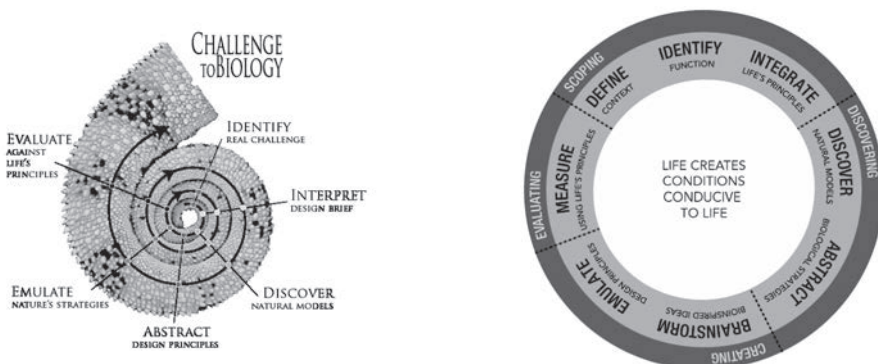 CHALLENGE
TO BIOLOGY
IDENTIFY
REAL CHALLENGE
INTERPRET
DESIGN BRIEF
DISCOVER
NATURAL MODELS
ABSTRACT
DESIGN PRINCIPLES
EMULATE
NATURE'S STRATEGIES
EVALUATE
AGAINST
LIFE'S
PRINCIPLES
SCOPING
DEFINE
CONTEXT
IDENTIFY
FUNCTION
INTEGRATE
LIFE'S PRINCIPLES
DISCOVERING
DISCOVER
NATURAL MODELS
ABSTRACT
BIOLOGICAL STRATEGIES
CREATING
BRAINSTORM
BIOINSPIRED IDEAS
EMULATE
DESIGN PRINCIPLES
EVALUATING
MEASURE
USING LIFE'S PRINCIPLES
LIFE CREATES
CONDITIONS
CONDUCIVE
TO LIFE